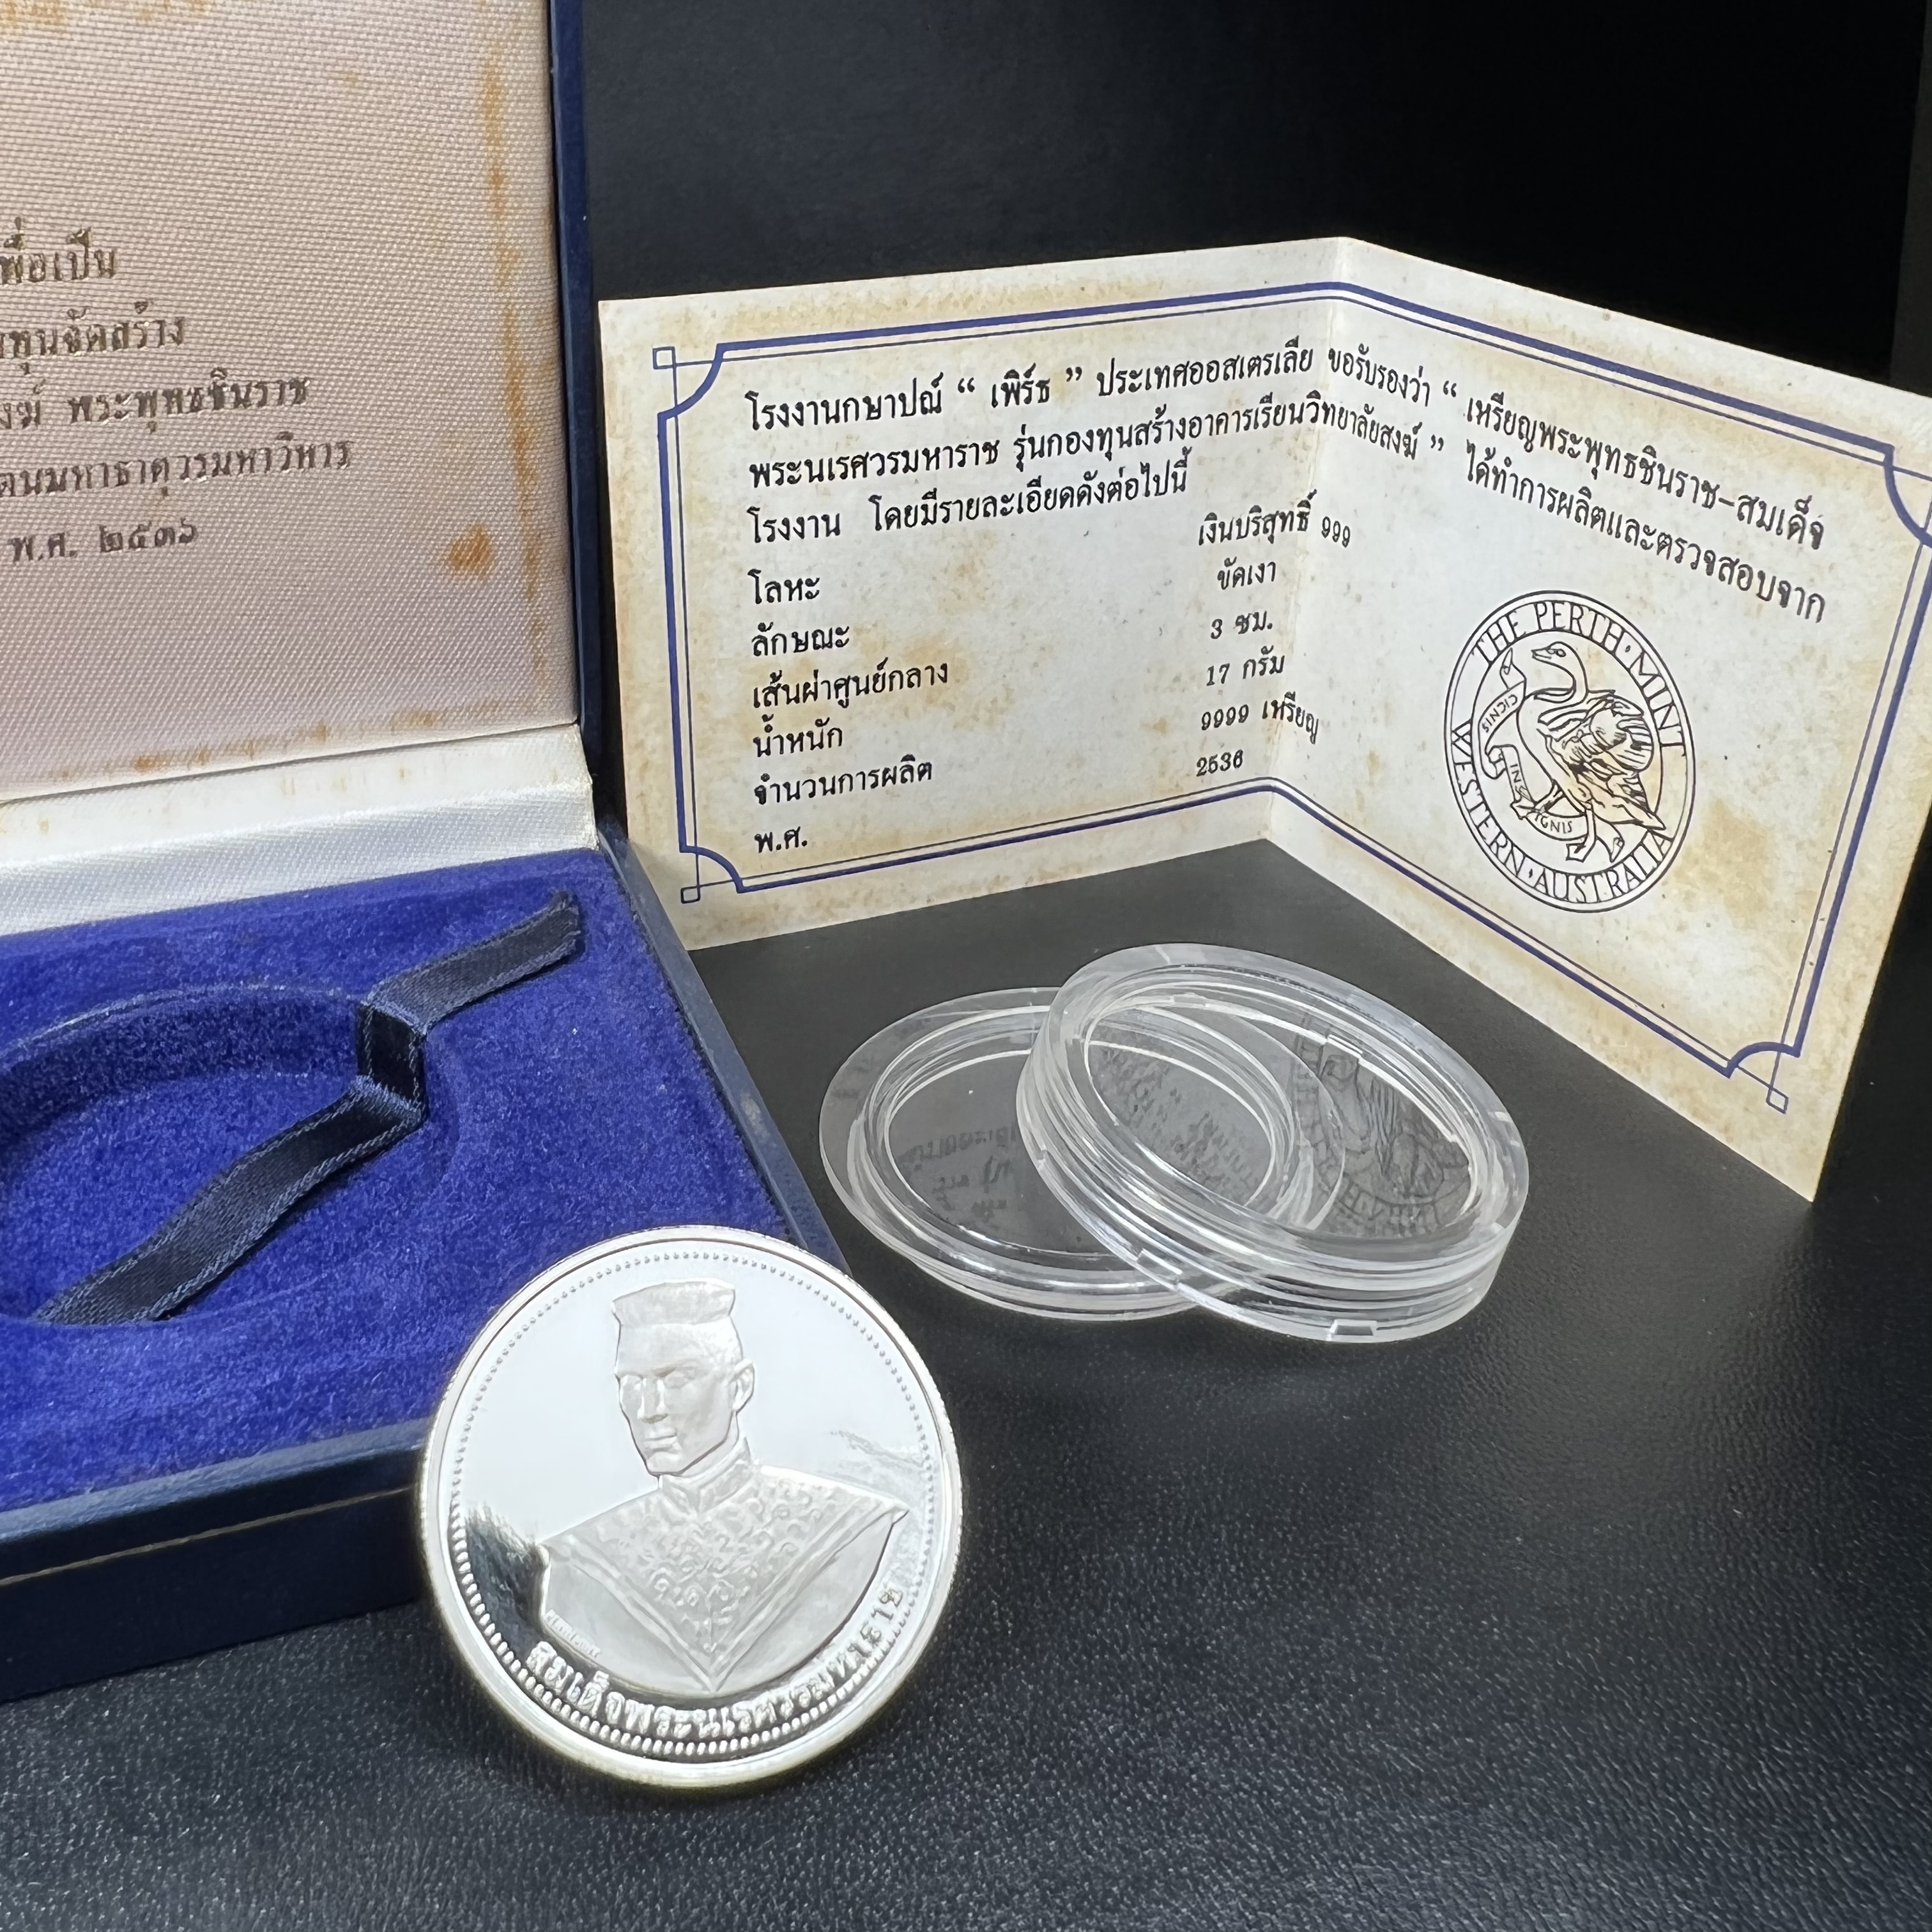 เพื่อเป็น
ทุนจัดสร้าง
สงฆ์ พระพุทธชินราช
รัตนมหาธาตุวรมหาวิหาร
พ.ศ. ๒๕๓๖
โรงงานกษาปณ์ “ เพิร์ธ ” ประเทศออสเตรเลีย ขอรับรองว่า “ เหรียญพระพุทธชินราช-สมเด็จ
พระนเรศวรมหาราช รุ่นกองทุนสร้างอาคารเรียนวิทยาลัยสงฆ์ ” ได้ทำการผลิตและตรวจสอบจาก
โรงงาน โดยมีรายละเอียดดังต่อไปนี้
โลหะ เงินบริสุทธิ์ 999
ลักษณะ ขัดเงา
เส้นผ่าศูนย์กลาง 3 ซม.
น้ำหนัก 17 กรัม
จำนวนการผลิต 9999 เหรียญ
พ.ศ. 2536
THE PERTH · MINT
WESTERN · AUSTRALIA
CICNIS
INSI
IGNIS
สมเด็จพระนเรศวรมหาราช